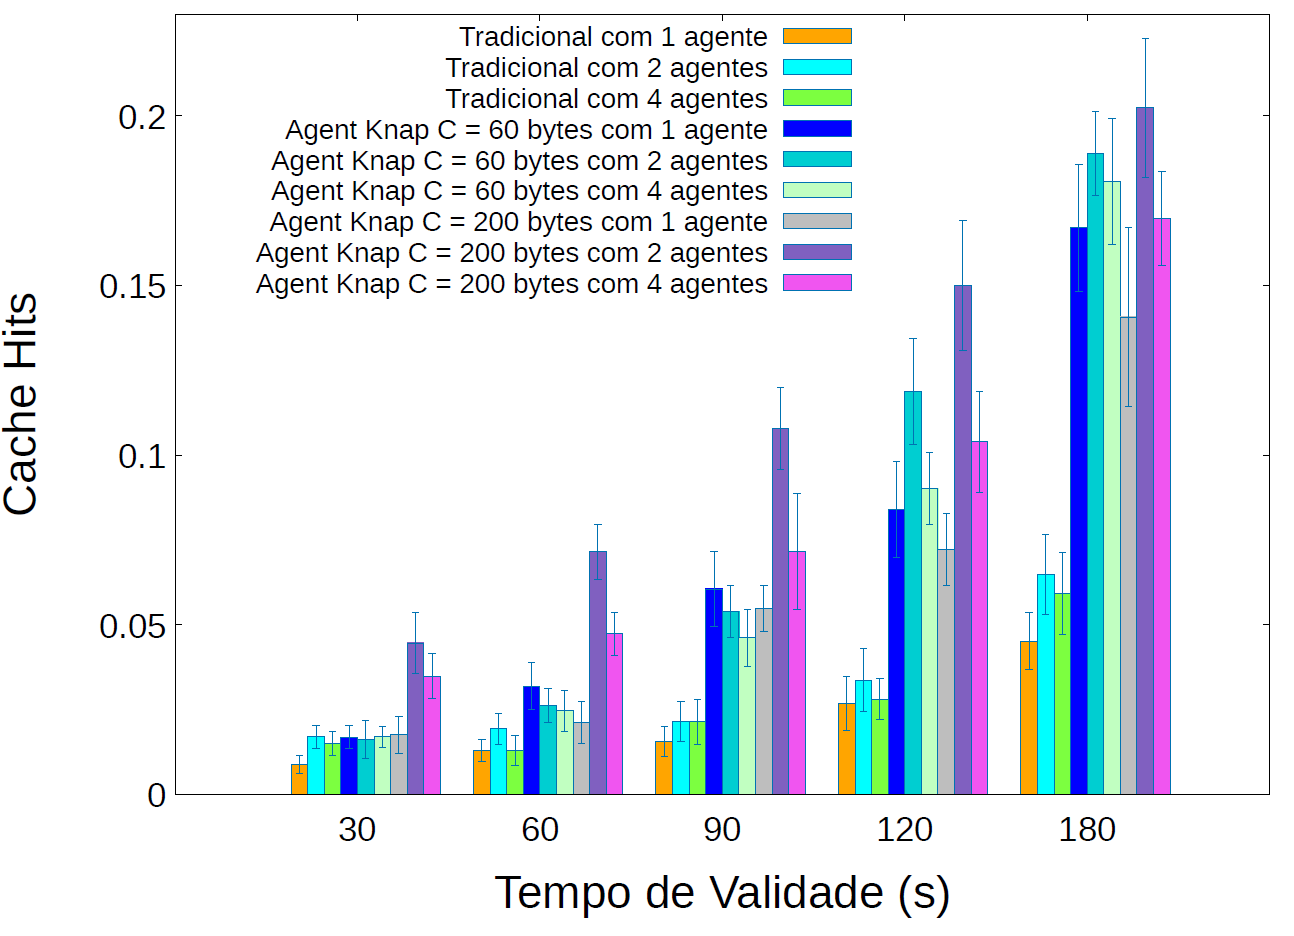 Tradicional com 1 agente
Tradicional com 2 agentes
Tradicional com 4 agentes
Agent Knap C = 60 bytes com 1 agente
Agent Knap C = 60 bytes com 2 agentes
Agent Knap C = 60 bytes com 4 agentes
Agent Knap C = 200 bytes com 1 agente
Agent Knap C = 200 bytes com 2 agentes
Agent Knap C = 200 bytes com 4 agentes
0.2
0.15
0.1
0.05
0
Cache Hits
30 60 90 120 180
Tempo de Validade (s)